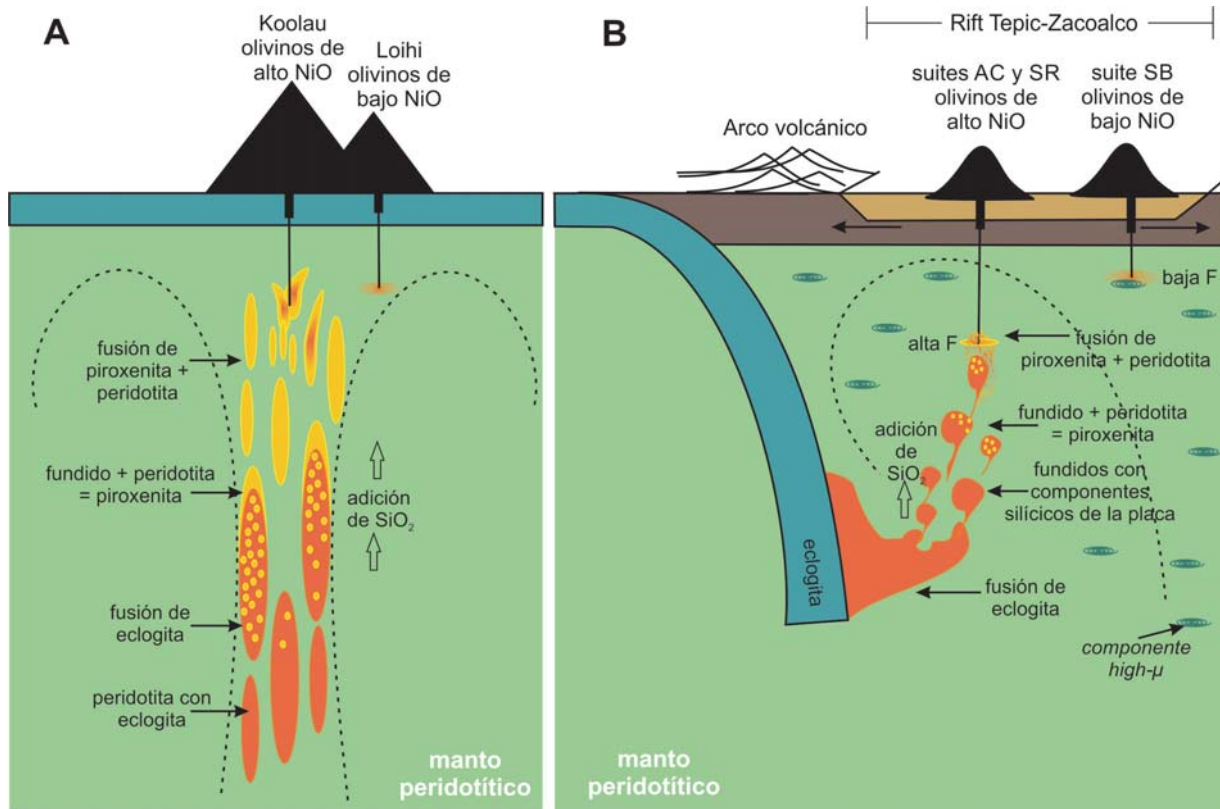 A
Koolau
olivinos de
alto NiO
Loihi
olivinos de
bajo NiO
fusión de
piroxenita +
peridotita
fundido + peridotita
= piroxenita
adición
de SiO₂
fusión de
eclogita
peridotita con
eclogita
manto
peridotítico
B
Rift Tepic-Zacoalco
suites AC y SR
olivinos de
alto NiO
suite SB
olivinos de
bajo NiO
Arco volcánico
baja F
alta F
fusión de
piroxenita + peridotita
fundido + peridotita
= piroxenita
adición
de
SiO₂
fundidos con
componentes
silícicos de la placa
eclogita
fusión de
eclogita
componente
high-µ
manto
peridotítico